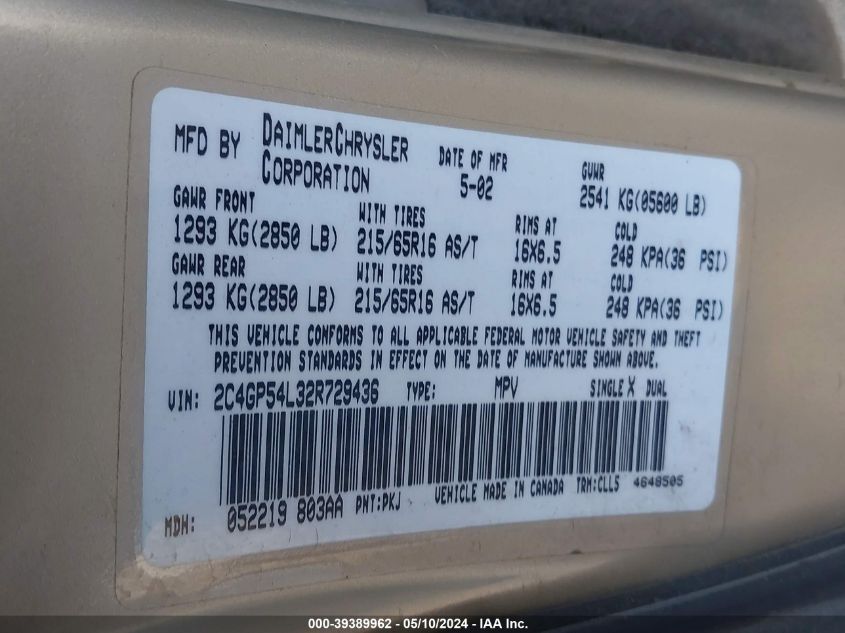 MFD BY DAIMLERCHRYSLER CORPORATION DATE OF MFR 5-02 GVWR 2541 KG(05600 LB)
GAWR FRONT WITH TIRES RIMS AT COLD
1293 KG(2850 LB) 215/65R16 AS/T 16X6.5 248 KPA(36 PSI)
GAWR REAR WITH TIRES RIMS AT COLD
1293 KG(2850 LB) 215/65R16 AS/T 16X6.5 248 KPA(36 PSI)
THIS VEHICLE CONFORMS TO ALL APPLICABLE FEDERAL MOTOR VEHICLE SAFETY AND THEFT
PREVENTION STANDARDS IN EFFECT ON THE DATE OF MANUFACTURE SHOWN ABOVE.
VIN: 2C4GP54L32R729436 TYPE: MPV SINGLE X DUAL
MDH: 052219 803AA PNT:PKJ VEHICLE MADE IN CANADA TRM:CLL5 4648505
000-39389962 - 05/10/2024 - IAA Inc.